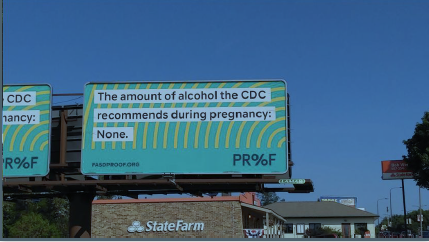 The amount of alcohol the CDC
recommends during pregnancy:
None.
FASDPROOF.ORG
PR%F
CDC
nancy:
PR%F
StateFarm